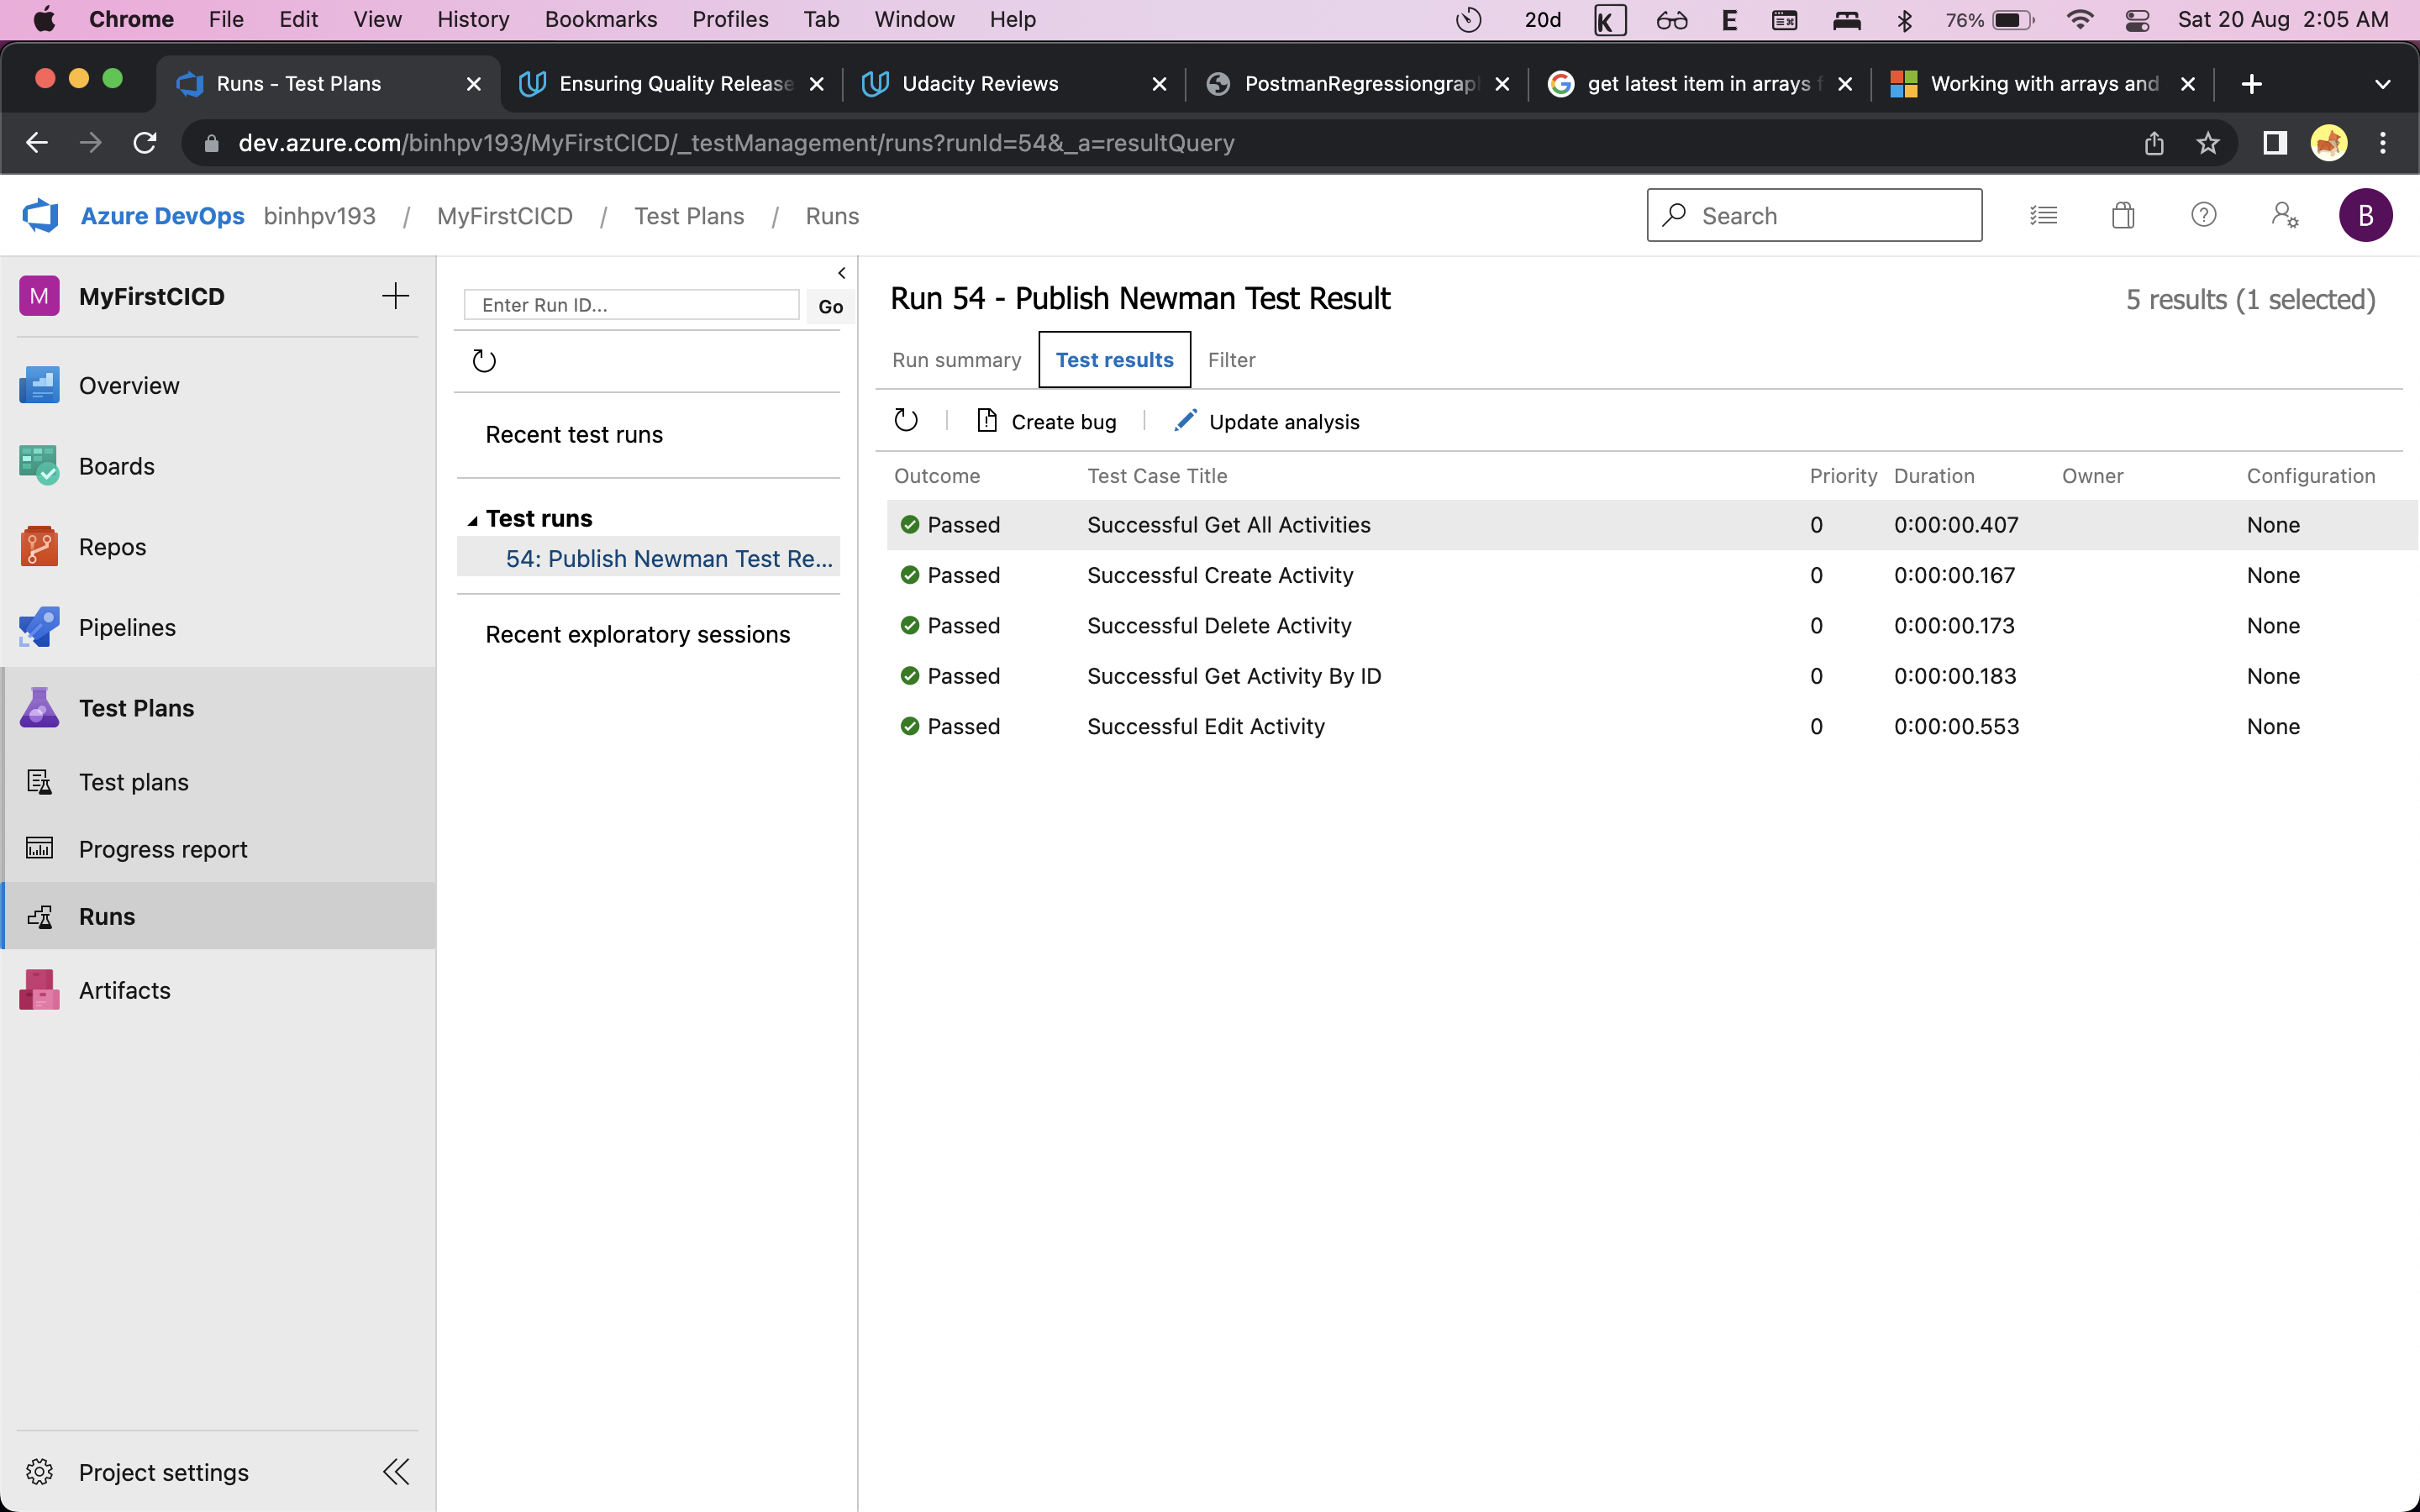 Chrome File Edit View History Bookmarks Profiles Tab Window Help 20d K E 76% Sat 20 Aug 2:05 AM
Runs - Test Plans Ensuring Quality Release Udacity Reviews PostmanRegressiongrap get latest item in arrays f Working with arrays and
dev.azure.com/binhpv193/MyFirstCICD/_testManagement/runs?runId=54&_a=resultQuery
Azure DevOps binhpv193 / MyFirstCICD / Test Plans / Runs Search B
M MyFirstCICD
Overview
Boards
Repos
Pipelines
Test Plans
Test plans
Progress report
Runs
Artifacts
Project settings
Enter Run ID... Go
Recent test runs
Test runs
54: Publish Newman Test Re...
Recent exploratory sessions
Run 54 - Publish Newman Test Result 5 results (1 selected)
Run summary Test results Filter
Create bug Update analysis
Outcome Test Case Title Priority Duration Owner Configuration
Passed Successful Get All Activities 0 0:00:00.407 None
Passed Successful Create Activity 0 0:00:00.167 None
Passed Successful Delete Activity 0 0:00:00.173 None
Passed Successful Get Activity By ID 0 0:00:00.183 None
Passed Successful Edit Activity 0 0:00:00.553 None